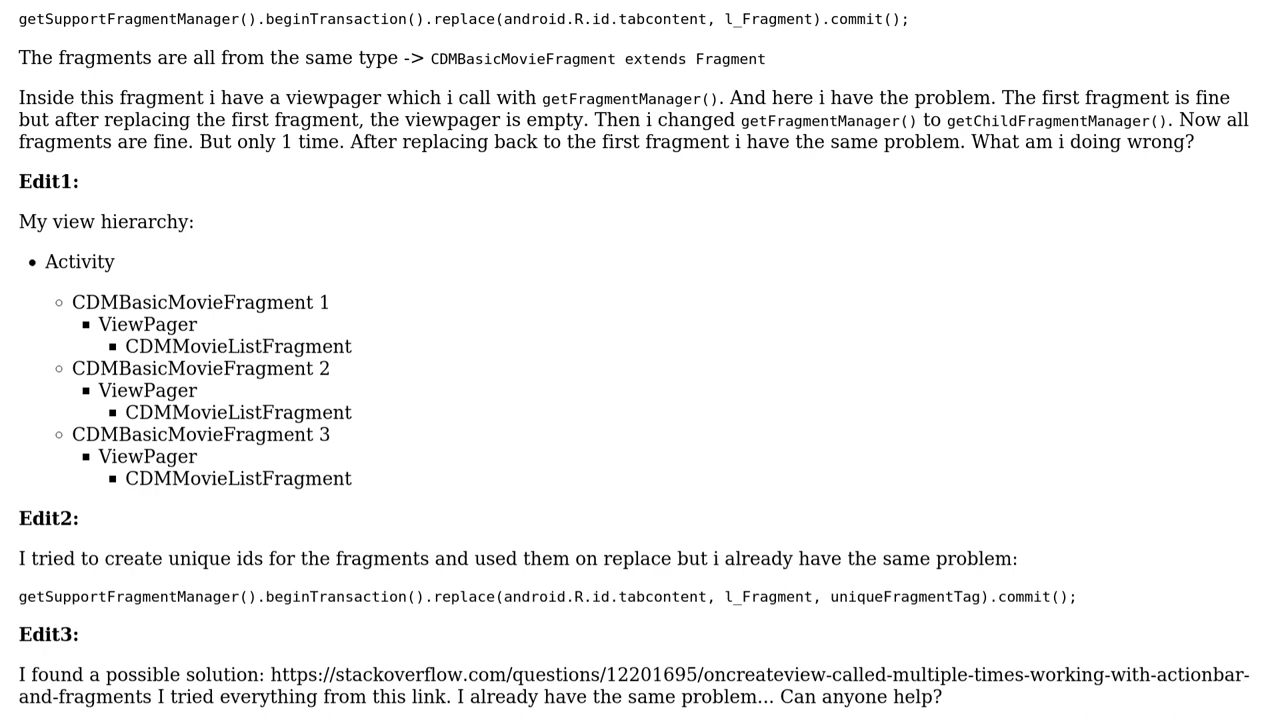 getSupportFragmentManager().beginTransaction().replace(android.R.id.tabcontent, l_Fragment).commit();
The fragments are all from the same type -> CDMBasicMovieFragment extends Fragment
Inside this fragment i have a viewpager which i call with getFragmentManager(). And here i have the problem. The first fragment is fine
but after replacing the first fragment, the viewpager is empty. Then i changed getFragmentManager() to getChildFragmentManager(). Now all
fragments are fine. But only 1 time. After replacing back to the first fragment i have the same problem. What am i doing wrong?
Edit1:
My view hierarchy:
• Activity
◦ CDMBasicMovieFragment 1
▪ ViewPager
▪ CDMMovieListFragment
◦ CDMBasicMovieFragment 2
▪ ViewPager
▪ CDMMovieListFragment
◦ CDMBasicMovieFragment 3
▪ ViewPager
▪ CDMMovieListFragment
Edit2:
I tried to create unique ids for the fragments and used them on replace but i already have the same problem:
getSupportFragmentManager().beginTransaction().replace(android.R.id.tabcontent, l_Fragment, uniqueFragmentTag).commit();
Edit3:
I found a possible solution: https://stackoverflow.com/questions/12201695/oncreateview-called-multiple-times-working-with-actionbar-
and-fragments I tried everything from this link. I already have the same problem... Can anyone help?